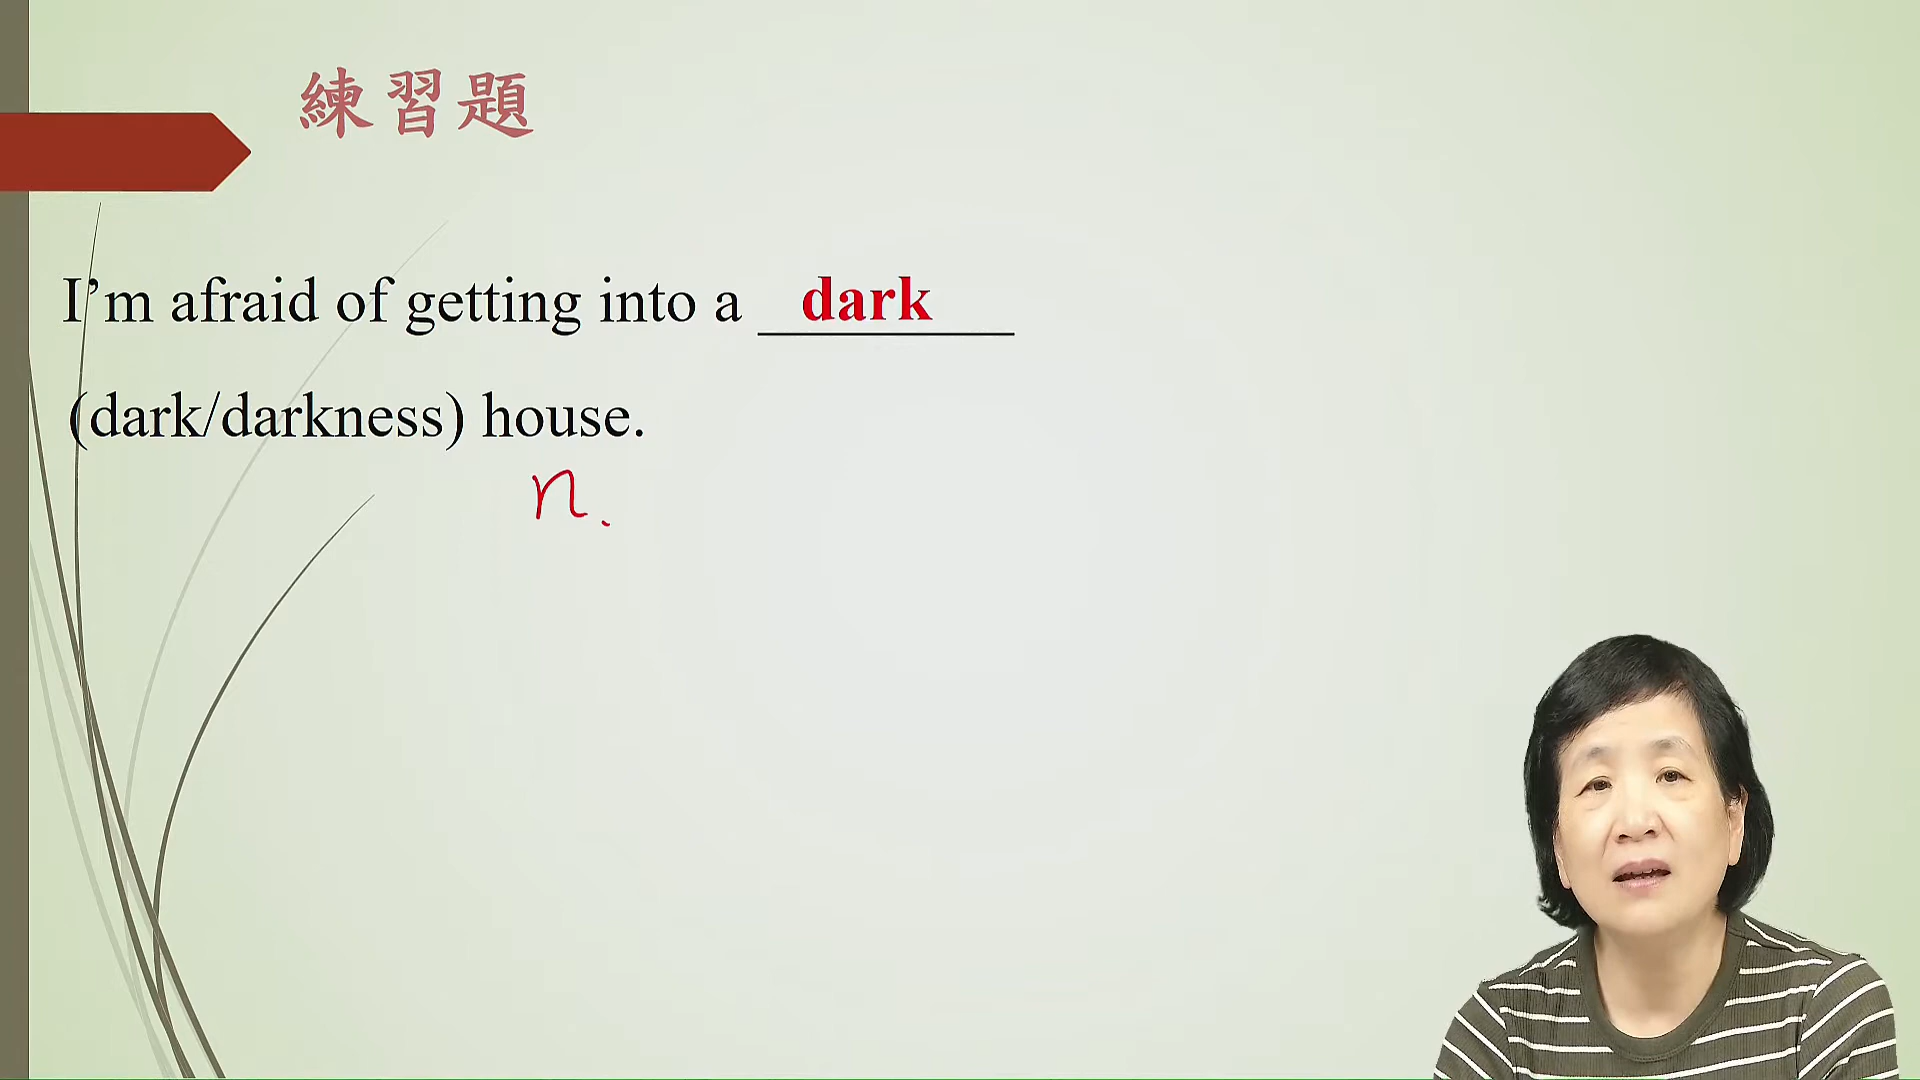 練習題
I’m afraid of getting into a dark
(dark/darkness) house.
n.